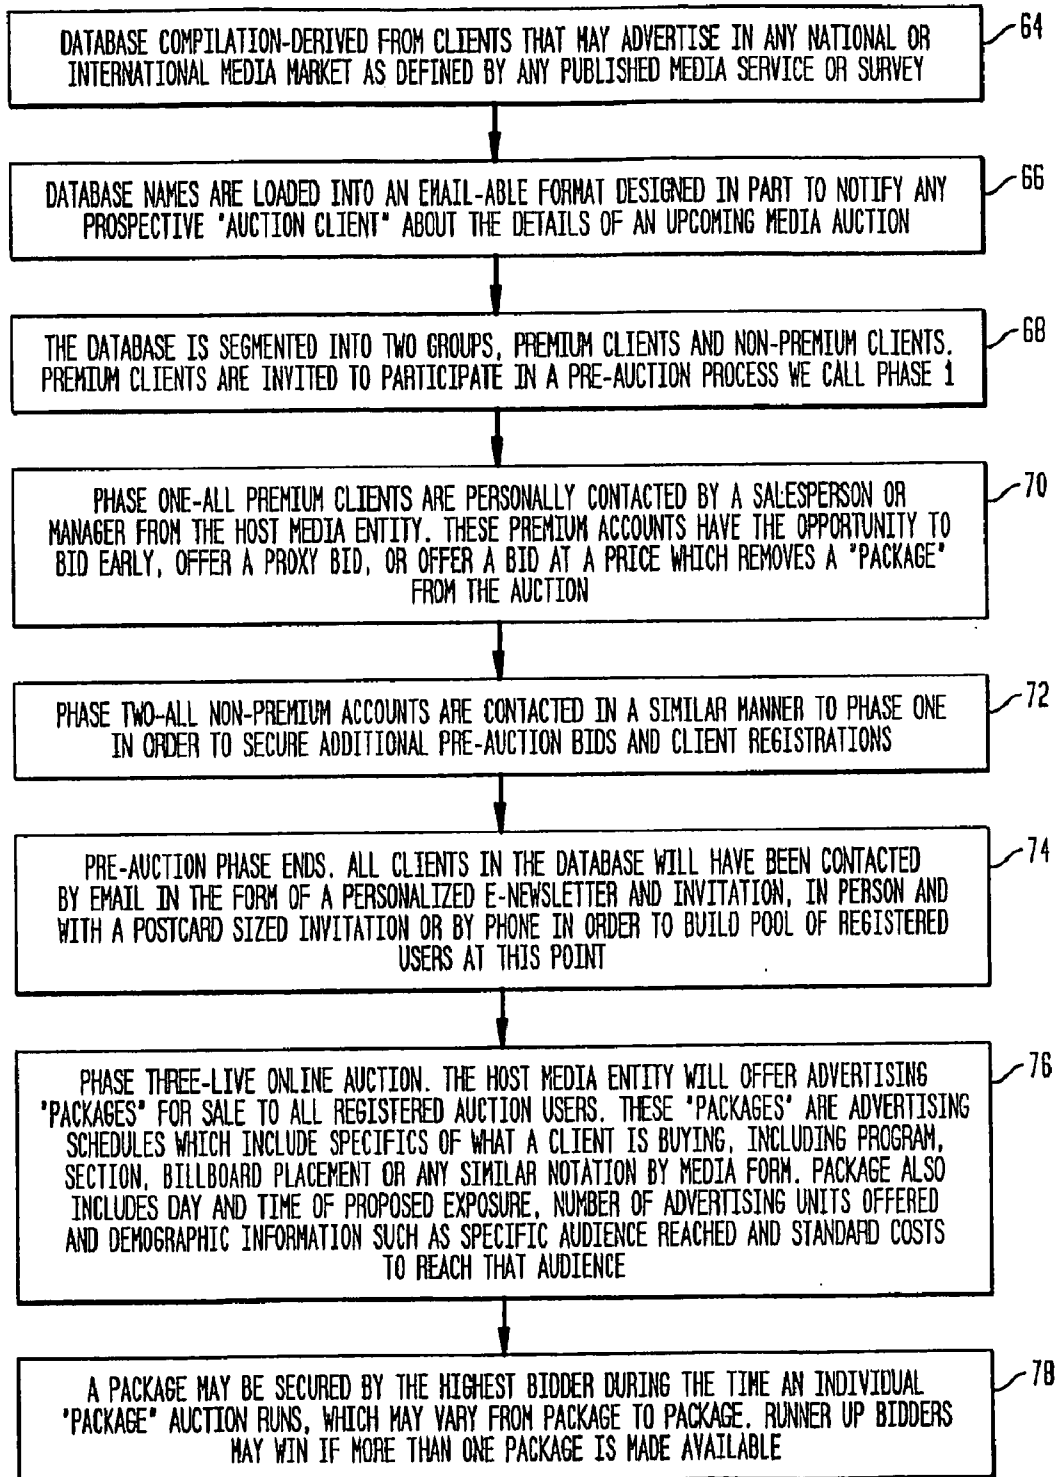 DATABASE COMPILATION-DERIVED FROM CLIENTS THAT MAY ADVERTISE IN ANY NATIONAL OR
INTERNATIONAL MEDIA MARKET AS DEFINED BY ANY PUBLISHED MEDIA SERVICE OR SURVEY
64
DATABASE NAMES ARE LOADED INTO AN EMAIL-ABLE FORMAT DESIGNED IN PART TO NOTIFY ANY
PROSPECTIVE "AUCTION CLIENT" ABOUT THE DETAILS OF AN UPCOMING MEDIA AUCTION
66
THE DATABASE IS SEGMENTED INTO TWO GROUPS, PREMIUM CLIENTS AND NON-PREMIUM CLIENTS.
PREMIUM CLIENTS ARE INVITED TO PARTICIPATE IN A PRE-AUCTION PROCESS WE CALL PHASE 1
68
PHASE ONE-ALL PREMIUM CLIENTS ARE PERSONALLY CONTACTED BY A SALESPERSON OR
MANAGER FROM THE HOST MEDIA ENTITY. THESE PREMIUM ACCOUNTS HAVE THE OPPORTUNITY TO
BID EARLY, OFFER A PROXY BID, OR OFFER A BID AT A PRICE WHICH REMOVES A "PACKAGE"
FROM THE AUCTION
70
PHASE TWO-ALL NON-PREMIUM ACCOUNTS ARE CONTACTED IN A SIMILAR MANNER TO PHASE ONE
IN ORDER TO SECURE ADDITIONAL PRE-AUCTION BIDS AND CLIENT REGISTRATIONS
72
PRE-AUCTION PHASE ENDS. ALL CLIENTS IN THE DATABASE WILL HAVE BEEN CONTACTED
BY EMAIL IN THE FORM OF A PERSONALIZED E-NEWSLETTER AND INVITATION, IN PERSON AND
WITH A POSTCARD SIZED INVITATION OR BY PHONE IN ORDER TO BUILD POOL OF REGISTERED
USERS AT THIS POINT
74
PHASE THREE-LIVE ONLINE AUCTION. THE HOST MEDIA ENTITY WILL OFFER ADVERTISING
"PACKAGES" FOR SALE TO ALL REGISTERED AUCTION USERS. THESE "PACKAGES" ARE ADVERTISING
SCHEDULES WHICH INCLUDE SPECIFICS OF WHAT A CLIENT IS BUYING, INCLUDING PROGRAM,
SECTION, BILLBOARD PLACEMENT OR ANY SIMILAR NOTATION BY MEDIA FORM. PACKAGE ALSO
INCLUDES DAY AND TIME OF PROPOSED EXPOSURE, NUMBER OF ADVERTISING UNITS OFFERED
AND DEMOGRAPHIC INFORMATION SUCH AS SPECIFIC AUDIENCE REACHED AND STANDARD COSTS
TO REACH THAT AUDIENCE
76
A PACKAGE MAY BE SECURED BY THE HIGHEST BIDDER DURING THE TIME AN INDIVIDUAL
"PACKAGE" AUCTION RUNS, WHICH MAY VARY FROM PACKAGE TO PACKAGE. RUNNER UP BIDDERS
MAY WIN IF MORE THAN ONE PACKAGE IS MADE AVAILABLE
78